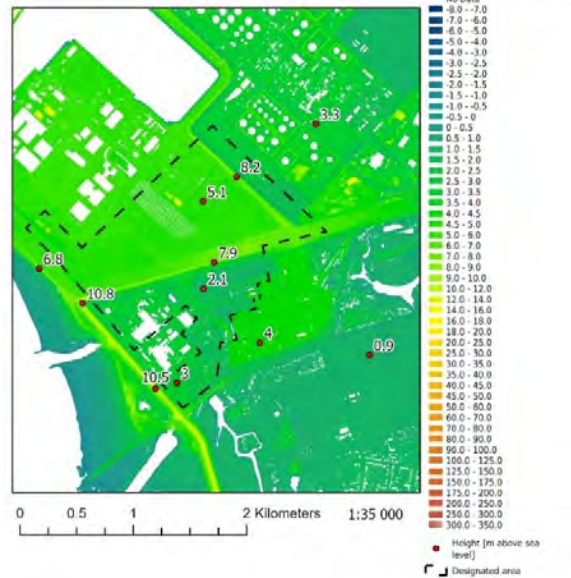 -8.0 - -7.0
-7.0 - -6.0
-6.0 - -5.0
-5.0 - -4.0
-4.0 - -3.0
-3.0 - -2.5
-2.5 - -2.0
-2.0 - -1.5
-1.5 - -1.0
-1.0 - -0.5
-0.5 - 0
0 - 0.5
0.5 - 1.0
1.0 - 1.5
1.5 - 2.0
2.0 - 2.5
2.5 - 3.0
3.0 - 3.5
3.5 - 4.0
4.0 - 4.5
4.5 - 5.0
5.0 - 6.0
6.0 - 7.0
7.0 - 8.0
8.0 - 9.0
9.0 - 10.0
10.0 - 12.0
12.0 - 14.0
14.0 - 16.0
16.0 - 18.0
18.0 - 20.0
20.0 - 25.0
25.0 - 30.0
30.0 - 35.0
35.0 - 40.0
40.0 - 45.0
45.0 - 50.0
50.0 - 60.0
60.0 - 70.0
70.0 - 80.0
80.0 - 90.0
90.0 - 100.0
100.0 - 125.0
125.0 - 150.0
150.0 - 175.0
175.0 - 200.0
200.0 - 250.0
250.0 - 300.0
300.0 - 350.0
Height [m above sea
level]
Designated area
3.3
8.2
5.1
7.9
6.8
2.1
10.8
4
0.9
3
10.5
0 0.5 1 2 Kilometers 1:35 000